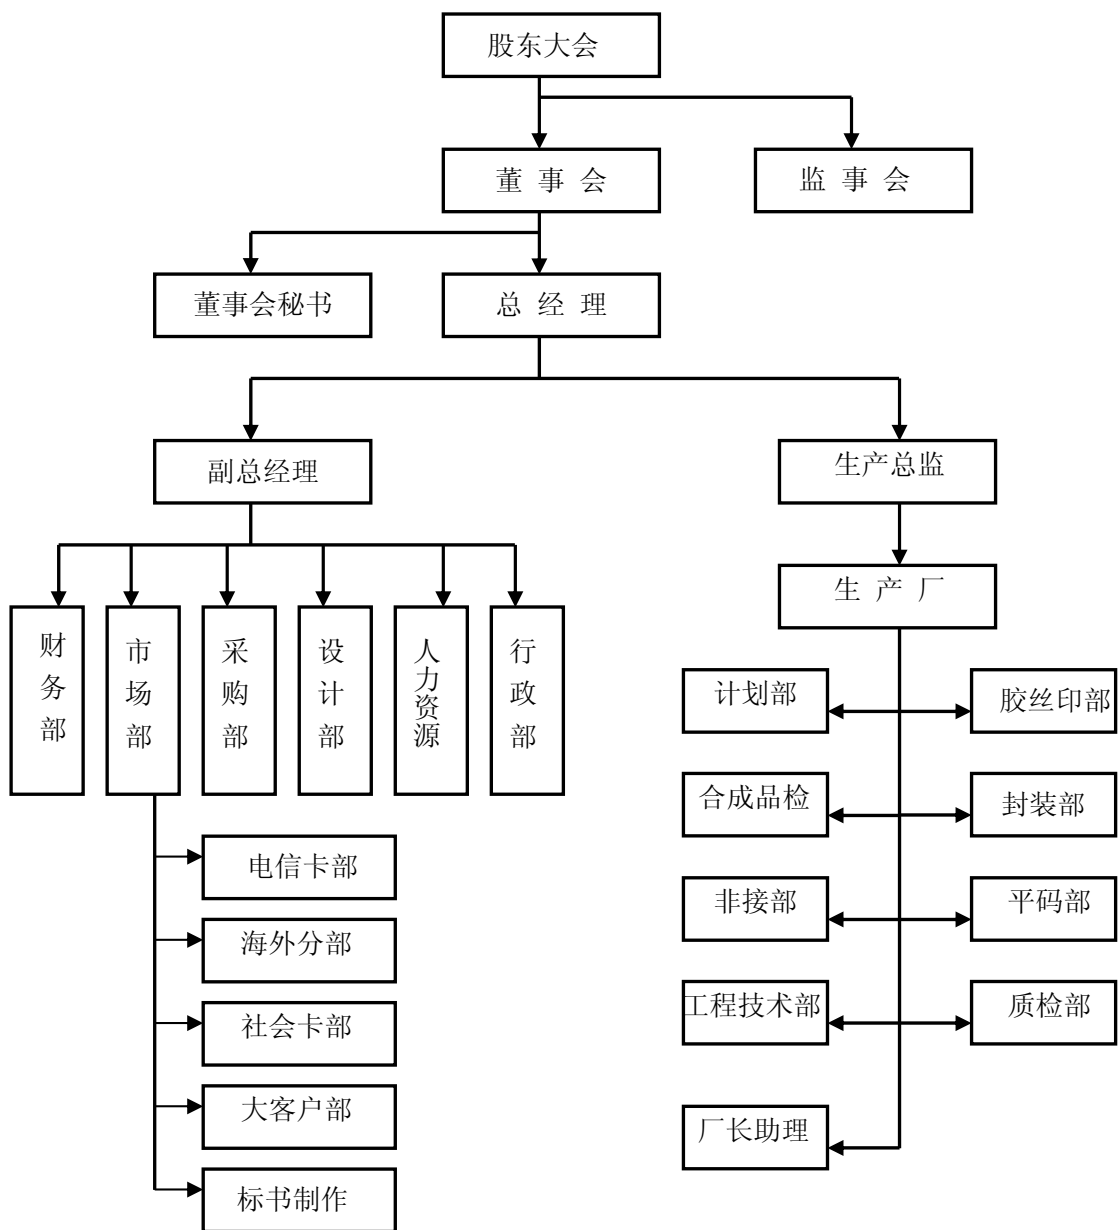 股东大会
董 事 会
监 事 会
董事会秘书
总 经 理
副总经理
生产总监
生 产 厂
财务部
市场部
采购部
设计部
人力资源
行政部
计划部
胶丝印部
合成品检
封装部
非接部
平码部
工程技术部
质检部
厂长助理
电信卡部
海外分部
社会卡部
大客户部
标书制作